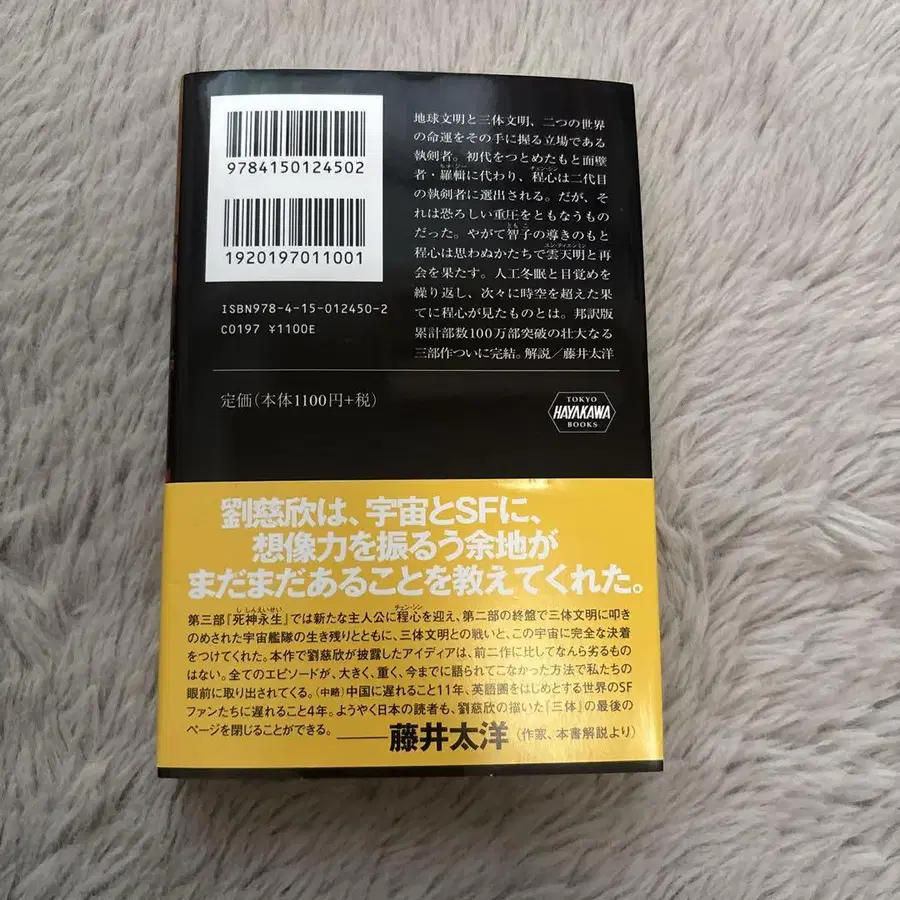 9784150124502
1920197011001
ISBN978-4-15-012450-2
C0197 ¥1100E
定価(本体1100円+税)
地球文明と三体文明、二つの世界
の命運をその手に握る立場である
執剣者。初代をつとめたもと面壁
者・羅輯に代わり、程心は二代目
の執剣者に選出される。だが、そ
れは恐ろしい重圧をともなうもの
だった。やがて智子の導きのもと
程心は思わぬかたちで雲天明と再
会を果たす。人工冬眠と目覚めを
繰り返し、次々に時空を超えた果
てに程心が見たものとは。邦訳版
累計部数100万部突破の壮大なる
三部作ついに完結。解説/藤井太洋
TOKYO
HAYAKAWA
BOOKS
劉慈欣は、宇宙とSFに、
想像力を振るう余地が
まだまだあることを教えてくれた。
第三部『死神永生』では新たな主人公に程心を迎え、第二部の終盤で三体文明に叩き
のめされた宇宙艦隊の生き残りとともに、三体文明との戦いと、この宇宙に完全な決着
をつけてくれた。本作で劉慈欣が披露したアイディアは、前二作に比してなんら劣るもの
はない。全てのエピソードが、大きく、重く、今までに語られてこなかった方法で私たちの
眼前に取り出されてくる。(中略)中国に遅れること11年、英語圏をはじめとする世界のSF
ファンたちに遅れること4年。ようやく日本の読者も、劉慈欣の描いた『三体』の最後の
ページを閉じることができる。――藤井太洋(作家、本書解説より)